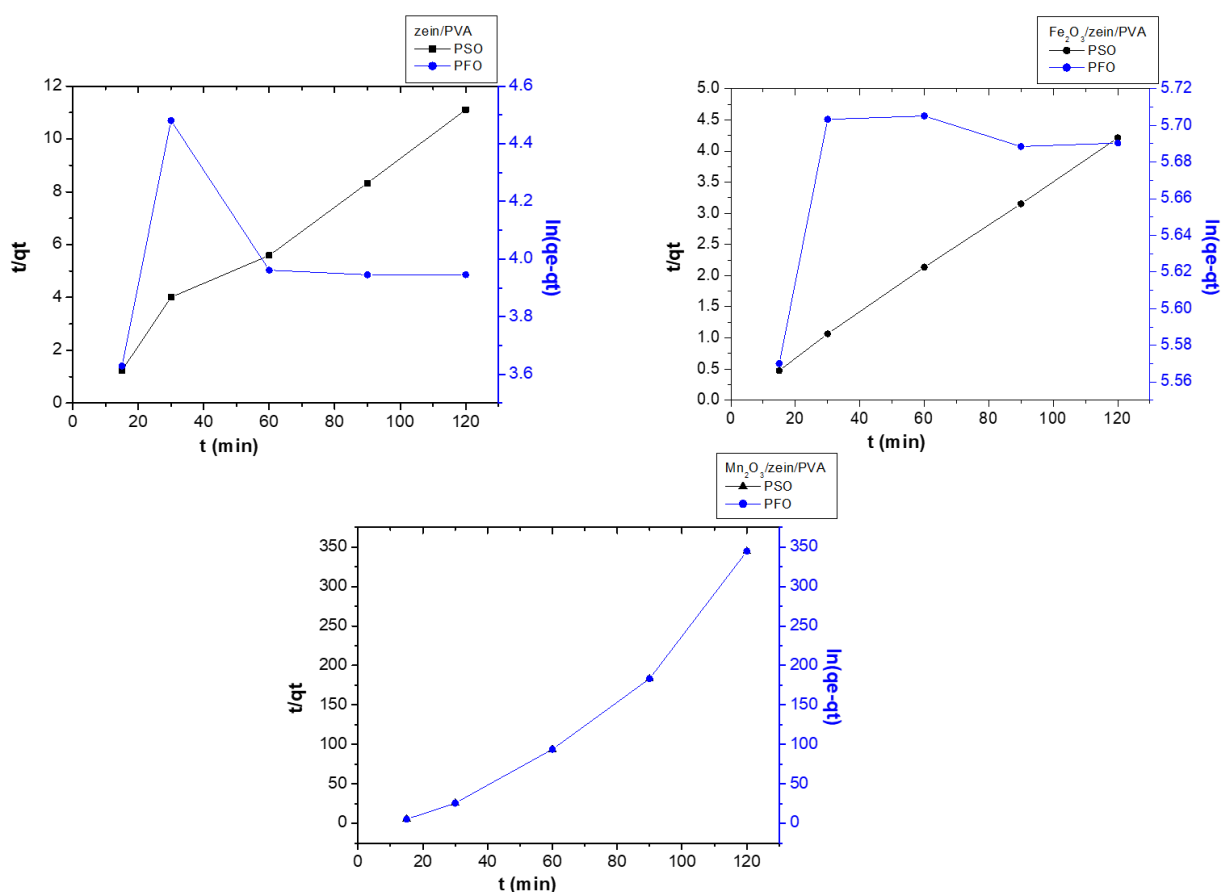 zein/PVA
PSO
PFO
12
10
8
6
4
2
0
t/qt
4.6
4.4
4.2
4.0
3.8
3.6
ln(qe-qt)
0 20 40 60 80 100 120
t (min)
Fe₂O₃/zein/PVA
PSO
PFO
5.0
4.5
4.0
3.5
3.0
2.5
2.0
1.5
1.0
0.5
0.0
t/qt
5.72
5.70
5.68
5.66
5.64
5.62
5.60
5.58
5.56
ln(qe-qt)
0 20 40 60 80 100 120
t (min)
Mn₂O₃/zein/PVA
PSO
PFO
350
300
250
200
150
100
50
0
t/qt
350
300
250
200
150
100
50
0
ln(qe-qt)
0 20 40 60 80 100 120
t (min)